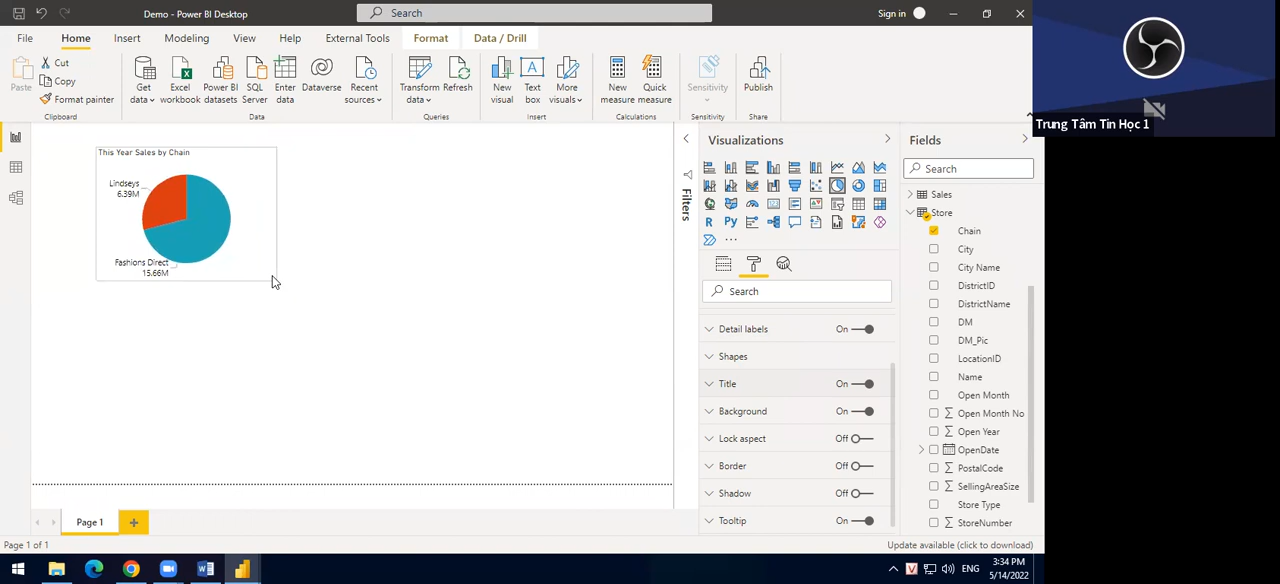 Demo - Power BI Desktop
Search
Sign in
File Home Insert Modeling View Help External Tools Format Data / Drill
Paste
Cut
Copy
Format painter
Clipboard
Get data
Excel workbook
Power BI datasets
SQL Server
Enter data
Dataverse
Recent sources
Data
Transform data
Refresh
Queries
New visual
Text box
More visuals
Insert
New measure
Quick measure
Calculations
Sensitivity
Sensitivity
Publish
Share
Trung Tâm Tin Học 1
This Year Sales by Chain
Lindseys
6.39M
Fashions Direct
15.66M
Filters
Visualizations
R Py
Search
Detail labels On
Shapes
Title On
Background On
Lock aspect Off
Border Off
Shadow Off
Tooltip On
Fields
Search
Sales
Store
Chain
City
City Name
DistrictID
DistrictName
DM
DM_Pic
LocationID
Name
Open Month
Open Month No
Open Year
OpenDate
PostalCode
SellingAreaSize
Store Type
StoreNumber
Page 1
Page 1 of 1
Update available (click to download)
ENG
3:34 PM
5/14/2022